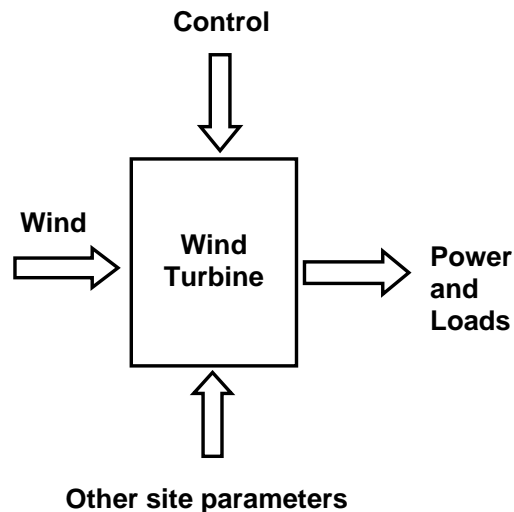 Control
Wind
Wind
Turbine
Power
and
Loads
Other site parameters